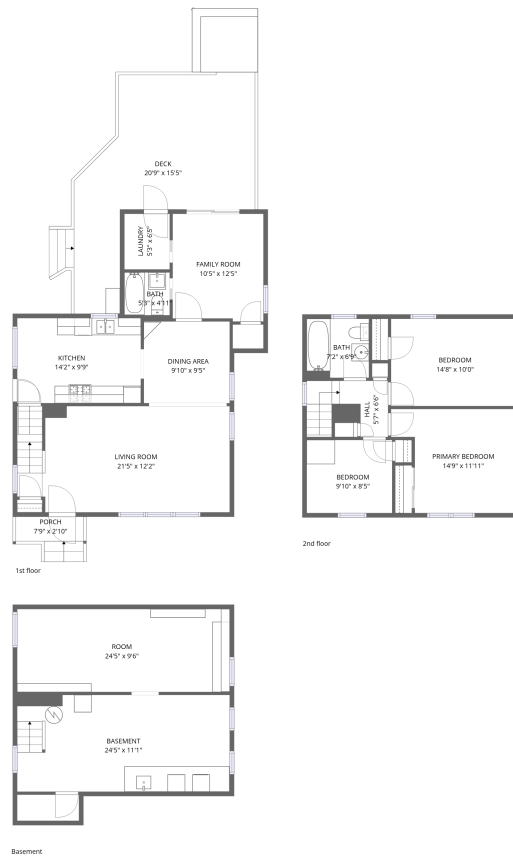 DECK
20'9" x 15'5"
LAUNDRY
5'3" x 6'5"
FAMILY ROOM
10'5" x 12'5"
BATH
5'3" x 4'11"
KITCHEN
14'2" x 9'9"
DINING AREA
9'10" x 9'5"
LIVING ROOM
21'5" x 12'2"
PORCH
7'9" x 2'10"
1st floor
BATH
7'2" x 6'9"
BEDROOM
14'8" x 10'0"
HALL
5'7" x 6'6"
PRIMARY BEDROOM
14'9" x 11'11"
BEDROOM
9'10" x 8'5"
2nd floor
ROOM
24'5" x 9'6"
BASEMENT
24'5" x 11'1"
Basement